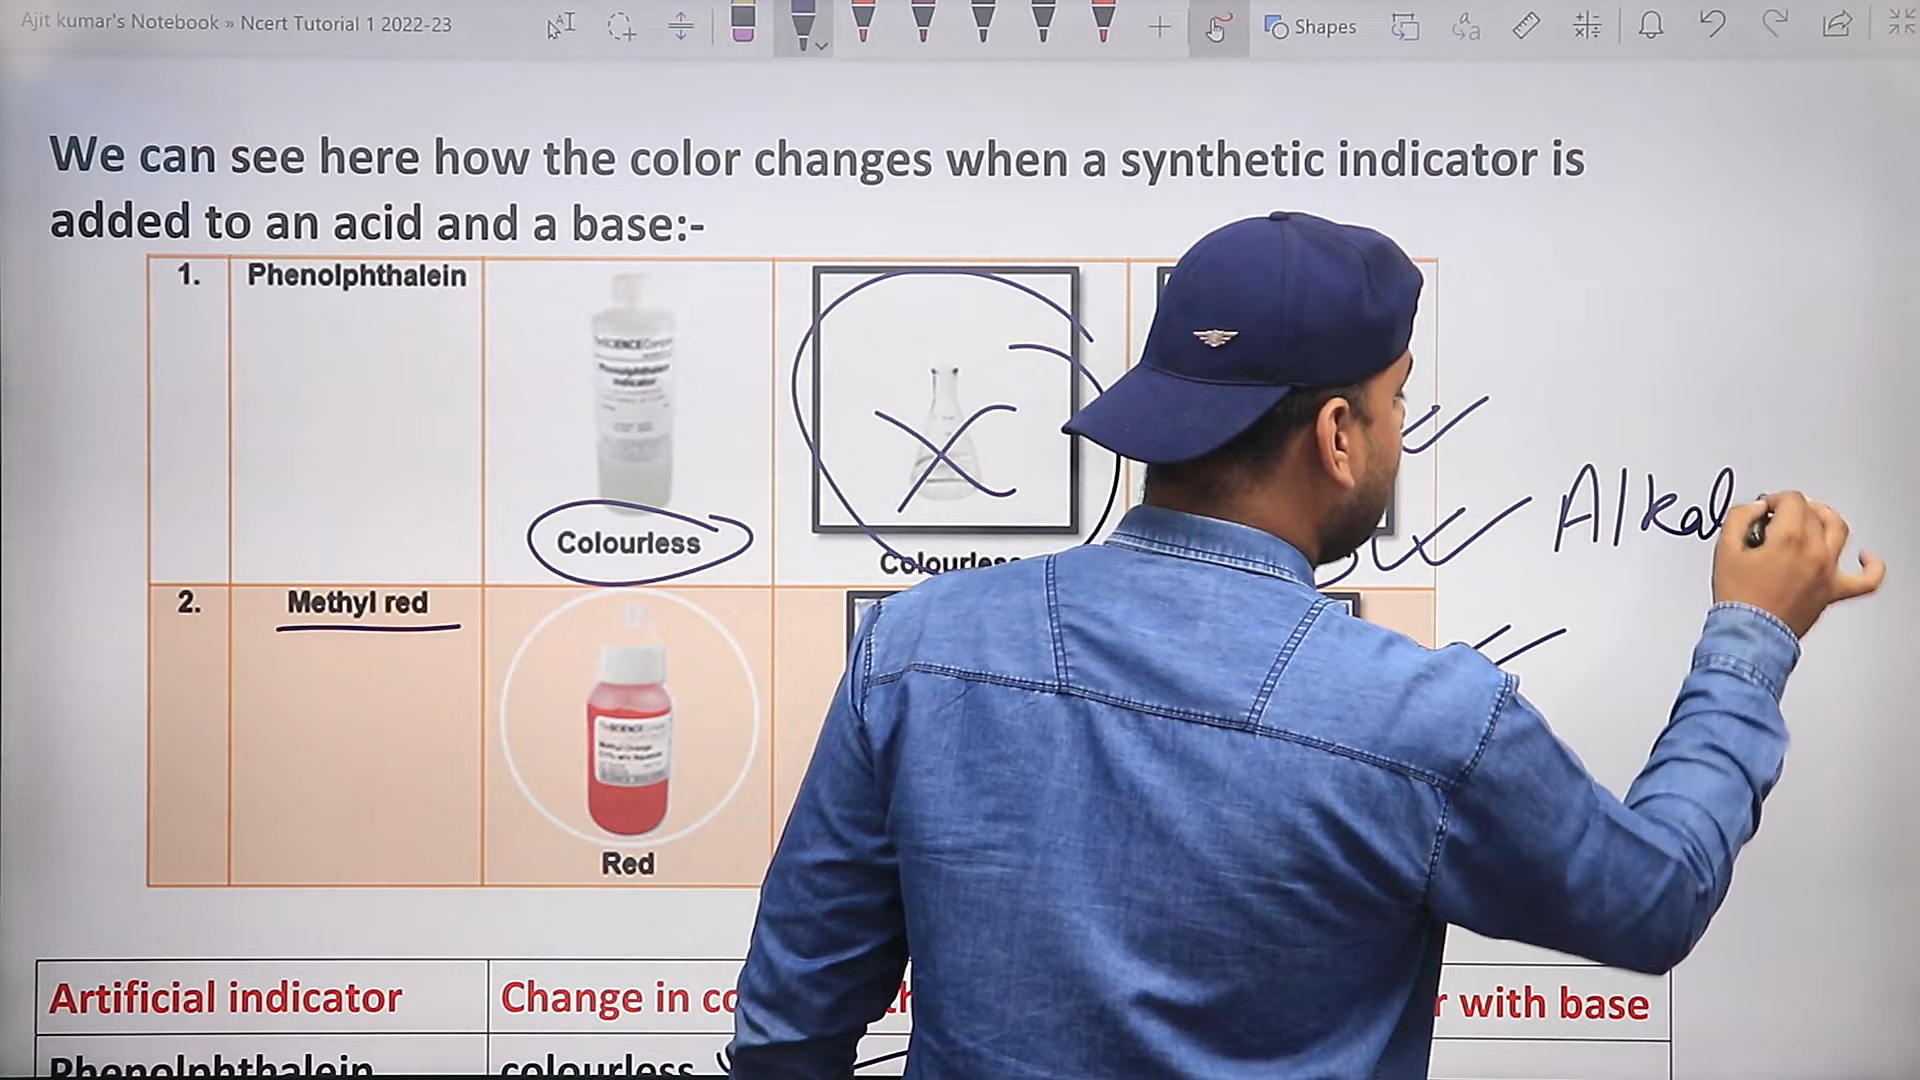 Ajit kumar's Notebook » Ncert Tutorial 1 2022-23
Shapes
We can see here how the color changes when a synthetic indicator is
added to an acid and a base:-
1. Phenolphthalein
Colourless
Colourless
Alkal
2. Methyl red
Red
Artificial indicator
Change in co
r with base
Phenolphthalein
colourless